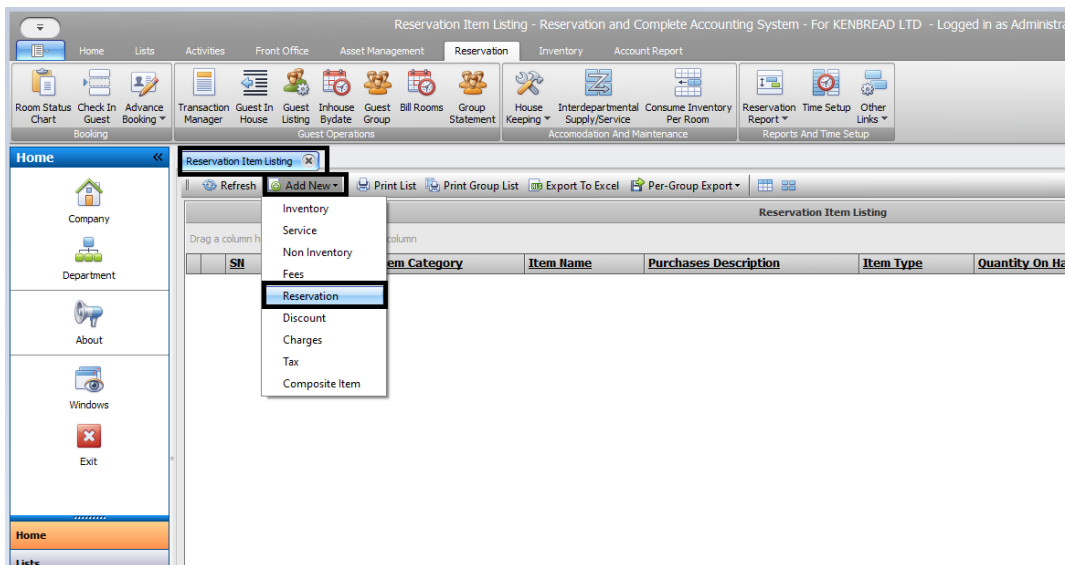 Reservation Item Listing - Reservation and Complete Accounting System - For KENBREAD LTD - Logged in as Administra
Home Lists Activities Front Office Asset Management Reservation Inventory Account Report
Room Status Check In Advance Transaction Guest In Guest Inhouse Guest Bill Rooms Group House Interdepartmental Consume Inventory Reservation Time Setup Other
Chart Guest Booking Manager House Listing Bydate Group Statement Keeping Supply/Service Per Room Report Links
Booking Guest Operations Accomodation And Maintenance Reports And Time Setup
Home « Reservation Item Listing
Refresh Add New Print List Print Group List Export To Excel Per-Group Export
Company
Department
About
Windows
Exit
Home
Lists
Inventory
Service
Non Inventory
Fees
Reservation
Discount
Charges
Tax
Composite Item
Reservation Item Listing
Drag a column h column
SN em Category Item Name Purchases Description Item Type Quantity On Ha